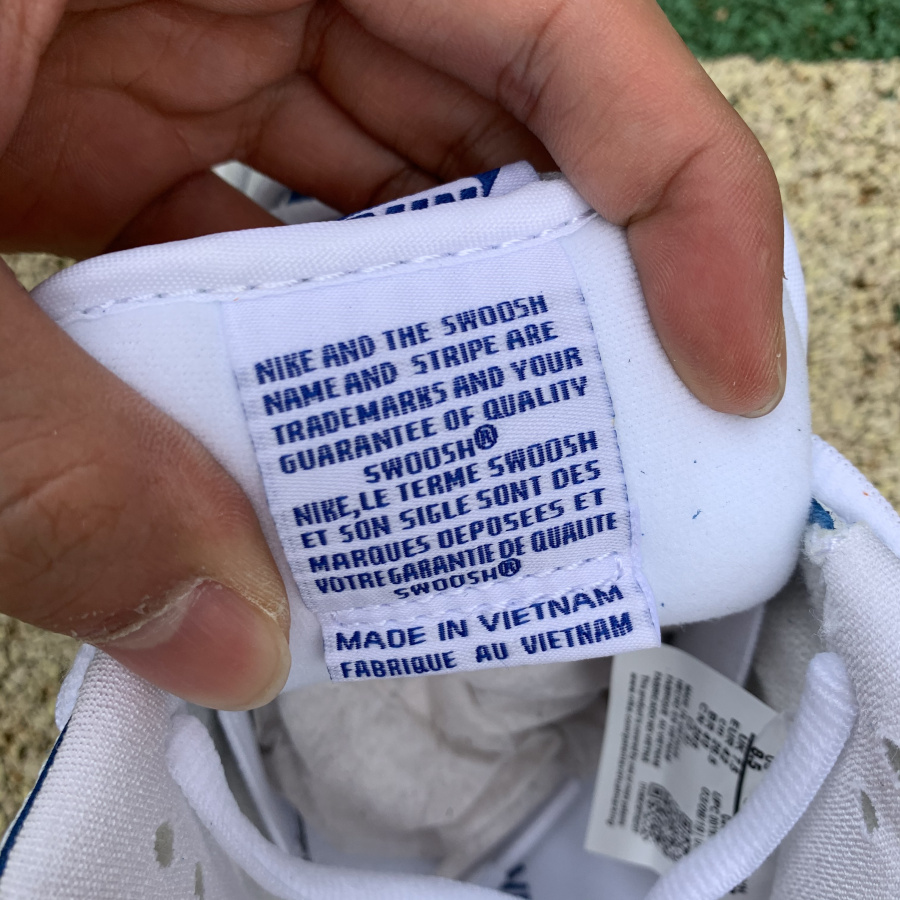 NIKE AND THE SWOOSH
NAME AND STRIPE ARE
TRADEMARKS AND YOUR
GUARANTEE OF QUALITY
SWOOSH®
NIKE, LE TERME SWOOSH
ET SON SIGLE SONT DES
MARQUES DEPOSEES ET
VOTRE GARANTIE DE QUALITE
SWOOSH®
MADE IN VIETNAM
FABRIQUE AU VIETNAM
8.5